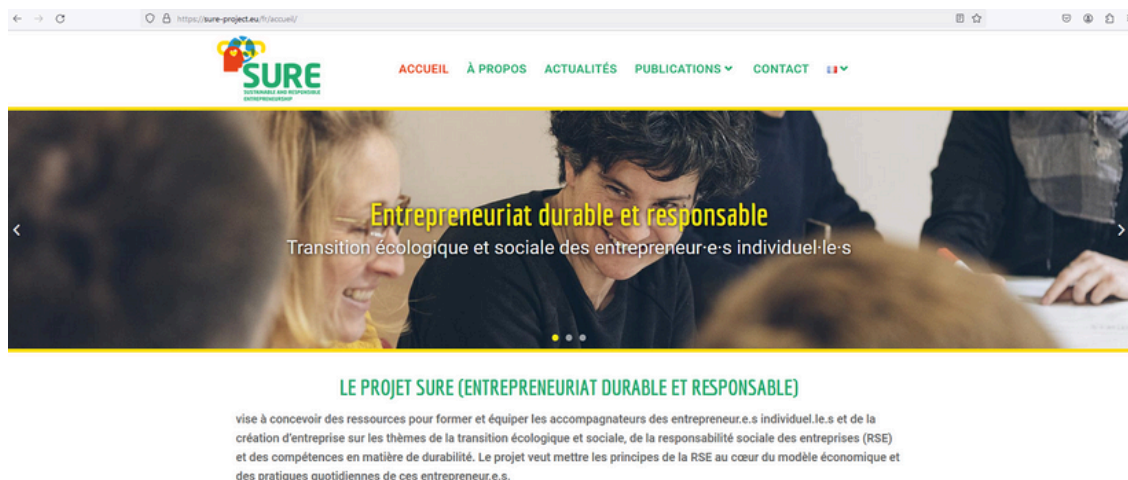 https://sure-project.eu/fr/accueil/
SURE
SUSTAINABLE AND RESPONSIBLE
ENTREPRENEURSHIP
ACCUEIL À PROPOS ACTUALITÉS PUBLICATIONS CONTACT
Entrepreneuriat durable et responsable
Transition écologique et sociale des entrepreneur·e·s individuel·le·s
LE PROJET SURE (ENTREPRENEURIAT DURABLE ET RESPONSABLE)
vise à concevoir des ressources pour former et équiper les accompagnateurs des entrepreneur.e.s individuel.le.s et de la
création d'entreprise sur les thèmes de la transition écologique et sociale, de la responsabilité sociale des entreprises (RSE)
et des compétences en matière de durabilité. Le projet veut mettre les principes de la RSE au cœur du modèle économique et
des pratiques quotidiennes de ces entrepreneur.e.s.